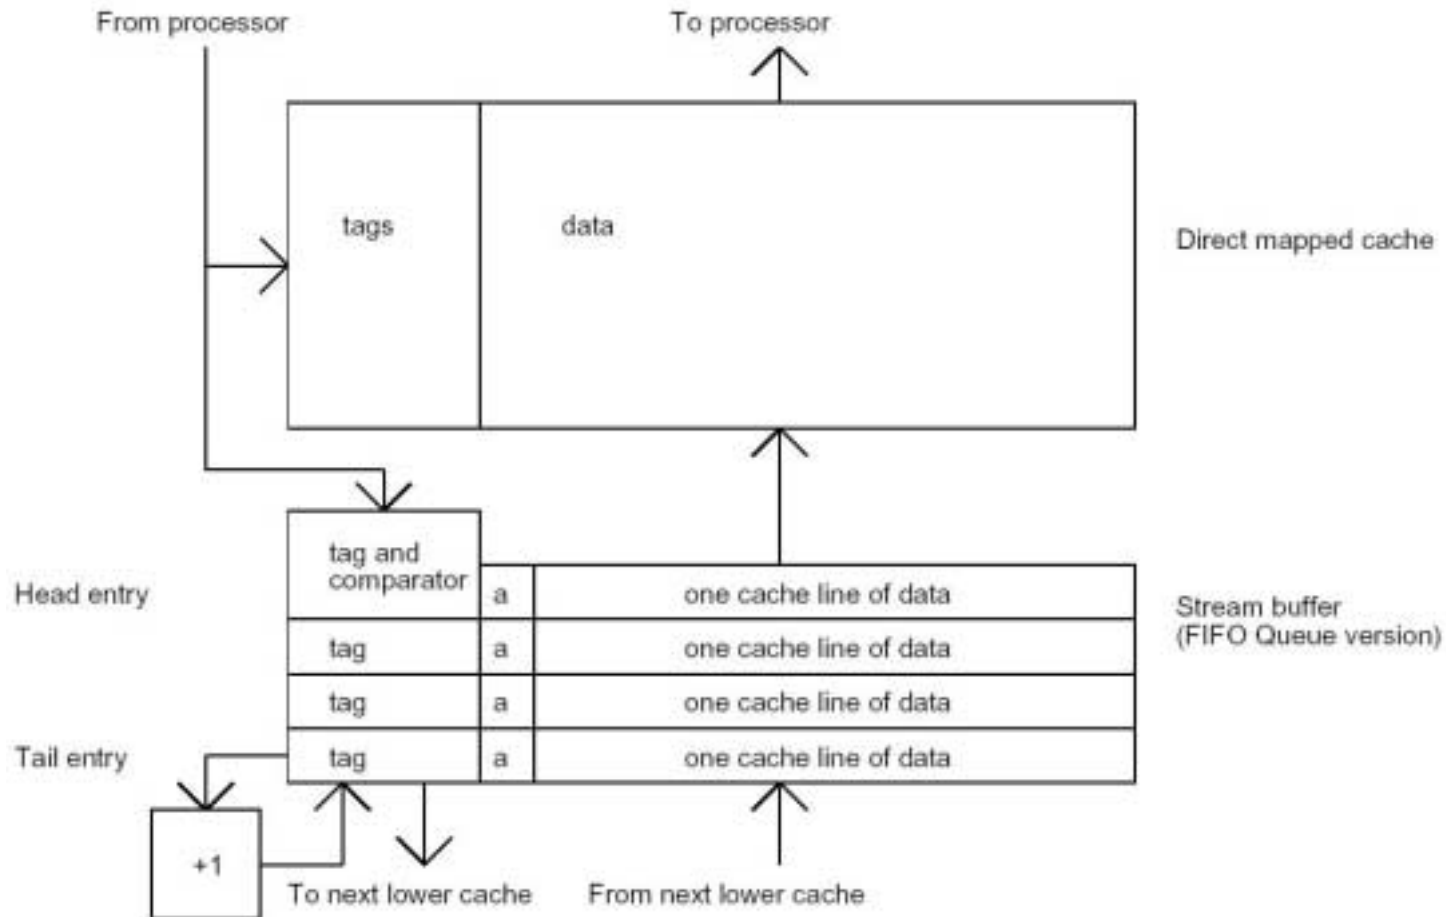 From processor
To processor
tags
data
Direct mapped cache
tag and
comparator
Head entry
a
one cache line of data
Stream buffer
(FIFO Queue version)
tag
a
one cache line of data
tag
a
one cache line of data
Tail entry
tag
a
one cache line of data
+1
To next lower cache
From next lower cache